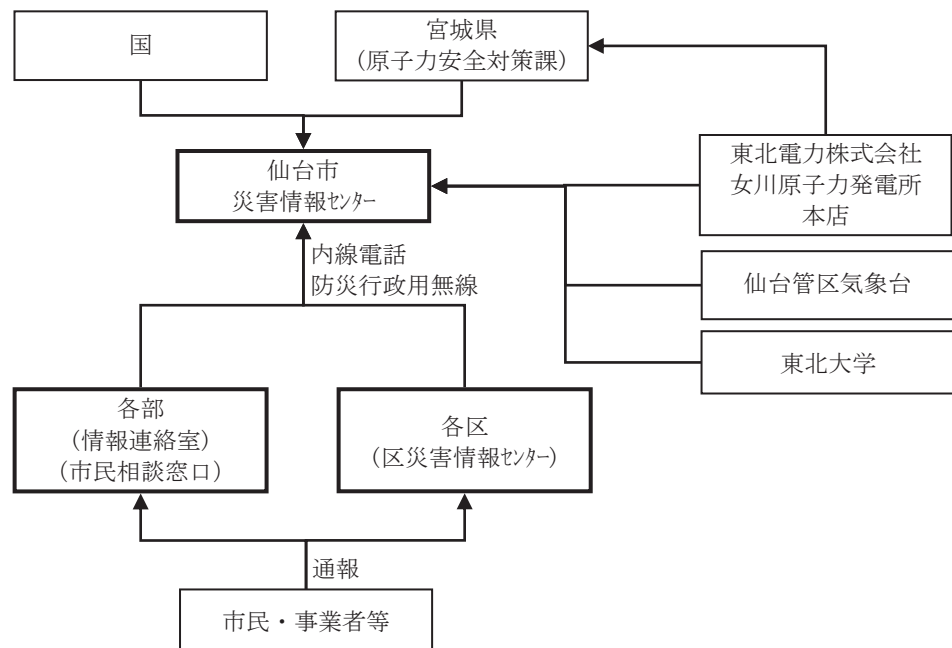 国
宮城県
(原子力安全対策課)
仙台市
災害情報ｾﾝﾀｰ
東北電力株式会社
女川原子力発電所
本店
内線電話
防災行政用無線
仙台管区気象台
東北大学
各部
(情報連絡室)
(市民相談窓口)
各区
(区災害情報ｾﾝﾀｰ)
通報
市民・事業者等